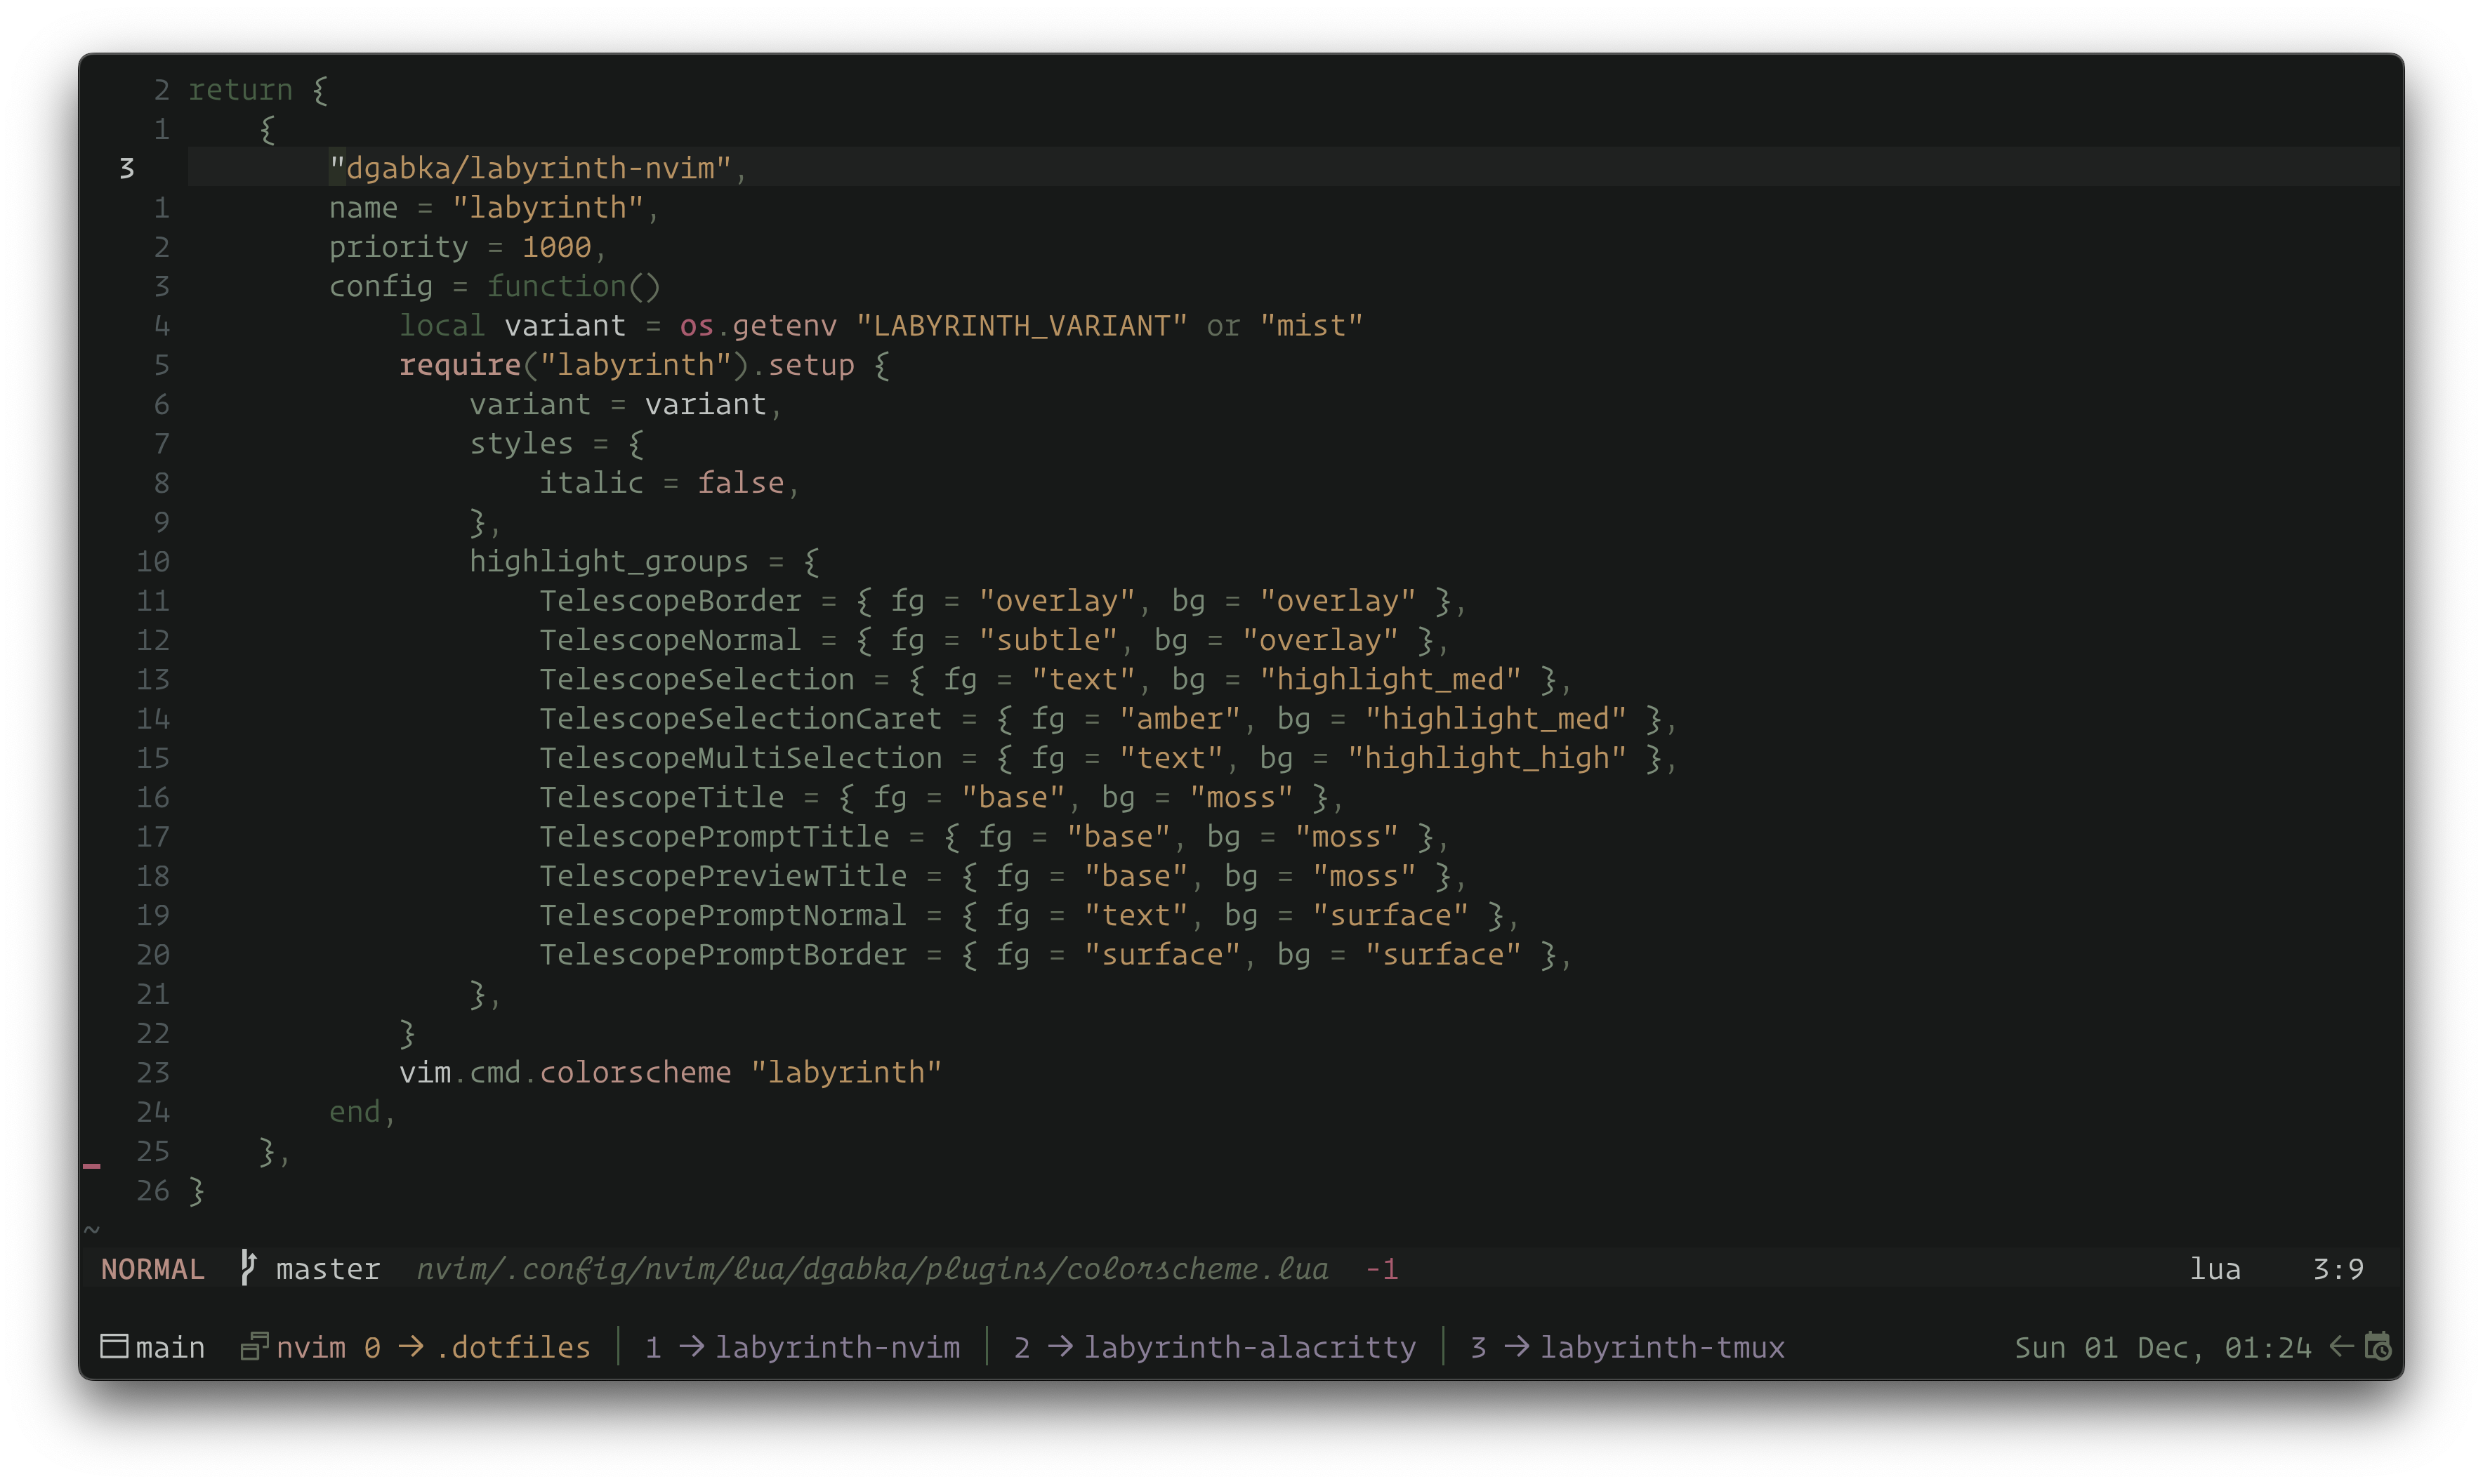 2 return {
1     {
3         "dgabka/labyrinth-nvim",
1         name = "labyrinth",
2         priority = 1000,
3         config = function()
4             local variant = os.getenv "LABYRINTH_VARIANT" or "mist"
5             require("labyrinth").setup {
6                 variant = variant,
7                 styles = {
8                     italic = false,
9                 },
10                 highlight_groups = {
11                     TelescopeBorder = { fg = "overlay", bg = "overlay" },
12                     TelescopeNormal = { fg = "subtle", bg = "overlay" },
13                     TelescopeSelection = { fg = "text", bg = "highlight_med" },
14                     TelescopeSelectionCaret = { fg = "amber", bg = "highlight_med" },
15                     TelescopeMultiSelection = { fg = "text", bg = "highlight_high" },
16                     TelescopeTitle = { fg = "base", bg = "moss" },
17                     TelescopePromptTitle = { fg = "base", bg = "moss" },
18                     TelescopePreviewTitle = { fg = "base", bg = "moss" },
19                     TelescopePromptNormal = { fg = "text", bg = "surface" },
20                     TelescopePromptBorder = { fg = "surface", bg = "surface" },
21                 },
22             }
23             vim.cmd.colorscheme "labyrinth"
24         end,
25     },
26 }
~
NORMAL master nvim/.config/nvim/lua/dgabka/plugins/colorscheme.lua -1 lua 3:9
main nvim 0 → .dotfiles │ 1 → labyrinth-nvim │ 2 → labyrinth-alacritty │ 3 → labyrinth-tmux Sun 01 Dec, 01:24 ←